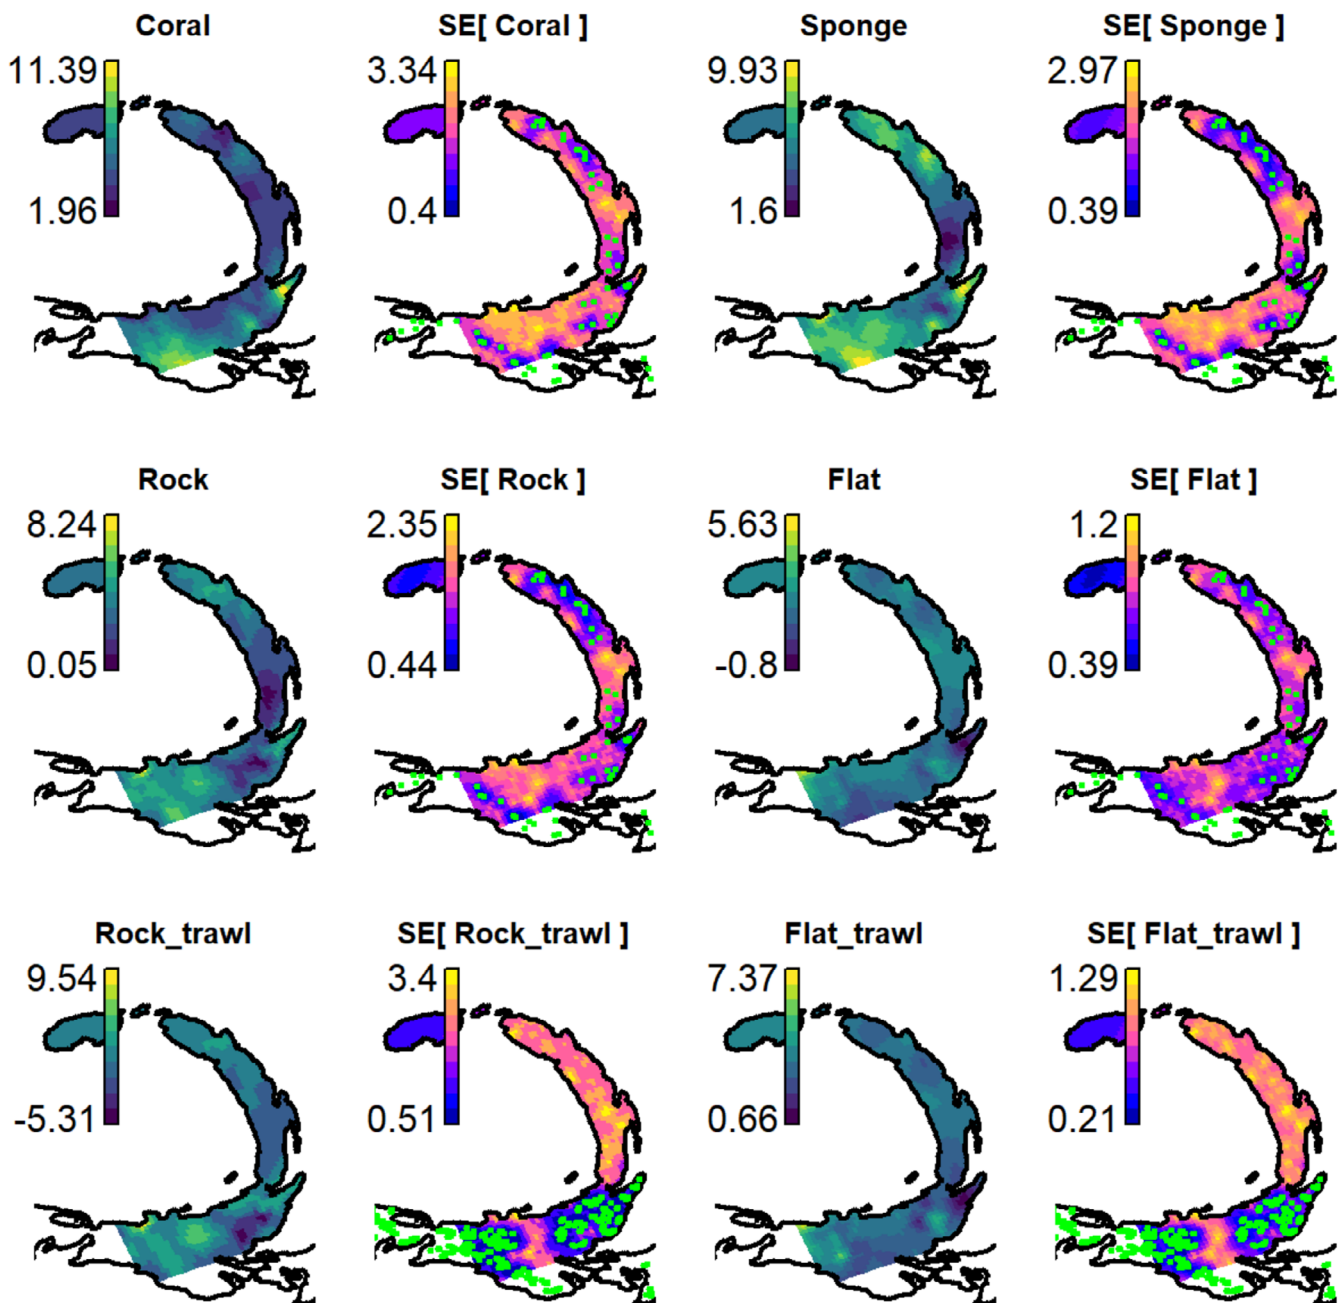 Coral SE[ Coral ] Sponge SE[ Sponge ]
11.39 3.34 9.93 2.97
1.96 0.4 1.6 0.39
Rock SE[ Rock ] Flat SE[ Flat ]
8.24 2.35 5.63 1.2
0.05 0.44 -0.8 0.39
Rock_trawl SE[ Rock_trawl ] Flat_trawl SE[ Flat_trawl ]
9.54 3.4 7.37 1.29
-5.31 0.51 0.66 0.21